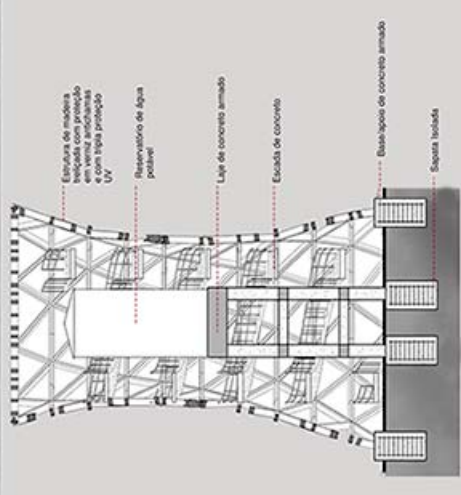 Estrutura de madeira
treliçada com proteção
em verniz antichamas
e com tripla proteção
UV
Reservatório de água
potável
Laje de concreto armado
Escada de concreto
Base/apoio de concreto armado
Sapata Isolada